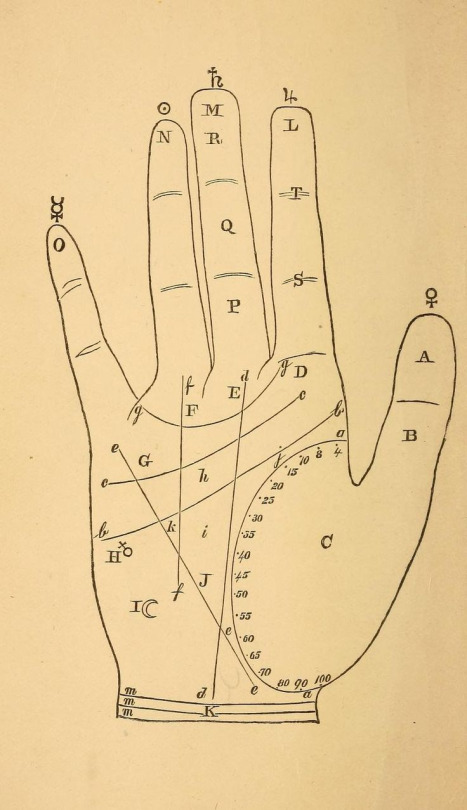 ♄
☉ ♃
M
L
N R
T
☿
Q
O
S
P
♀
A
g D
f d
E c
F b
g B
a
e 4
8
G j 10
15
h
c 20
25
k 30
b i 35
C
H ♂ 40
J 45
f 50
I ☾ 55
e 60
65
70
d e 80 90 100
m a
m K
m